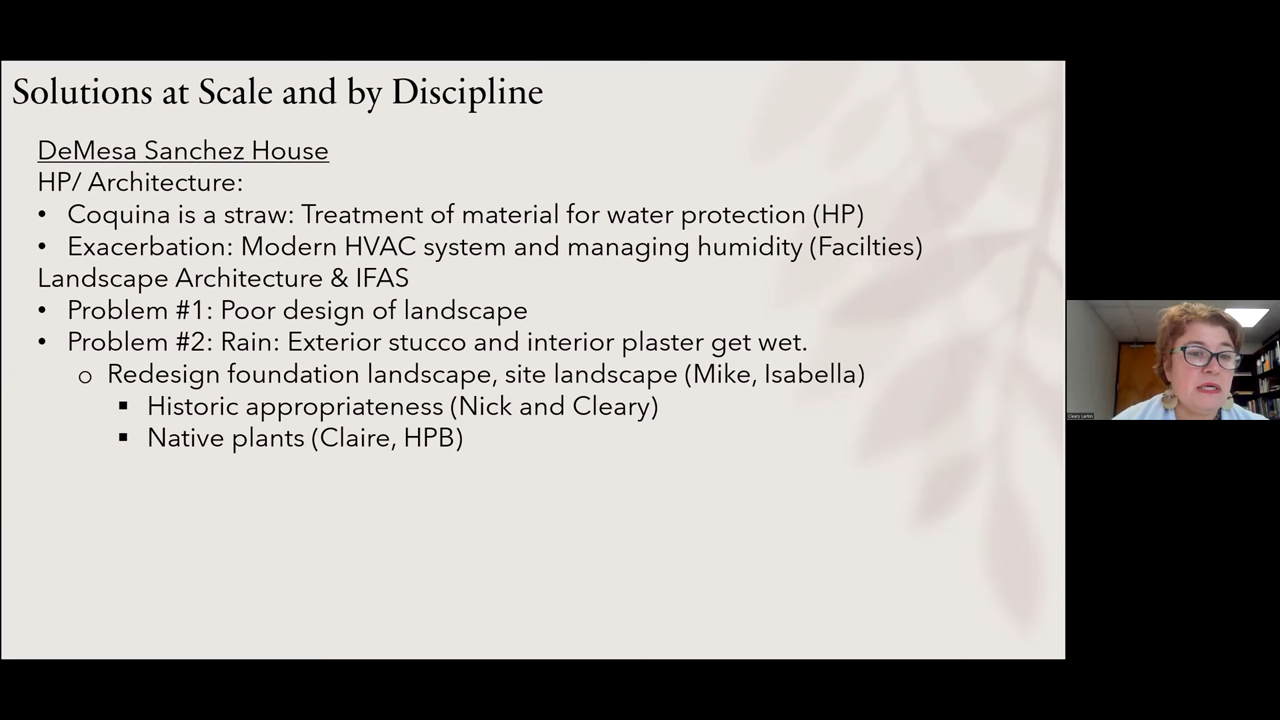 Solutions at Scale and by Discipline
DeMesa Sanchez House
HP/ Architecture:
• Coquina is a straw: Treatment of material for water protection (HP)
• Exacerbation: Modern HVAC system and managing humidity (Facilties)
Landscape Architecture & IFAS
• Problem #1: Poor design of landscape
• Problem #2: Rain: Exterior stucco and interior plaster get wet.
o Redesign foundation landscape, site landscape (Mike, Isabella)
▪ Historic appropriateness (Nick and Cleary)
▪ Native plants (Claire, HPB)
Cleary Larkin